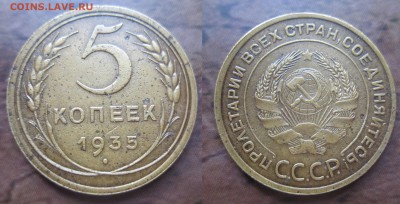 COINS.LAVE.RU
5
КОПЕЕК
1935
ПРОЛЕТАРИИ ВСЕХ СТРАН, СОЕДИНЯЙТЕСЬ!
С.С.С.Р.